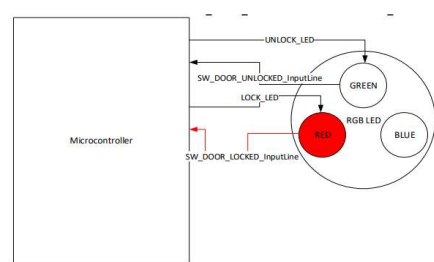 UNLOCK_LED
SW_DOOR_UNLOCKED_InputLine
GREEN
LOCK_LED
RGB LED
RED
BLUE
Microcontroller
SW_DOOR_LOCKED_InputLine